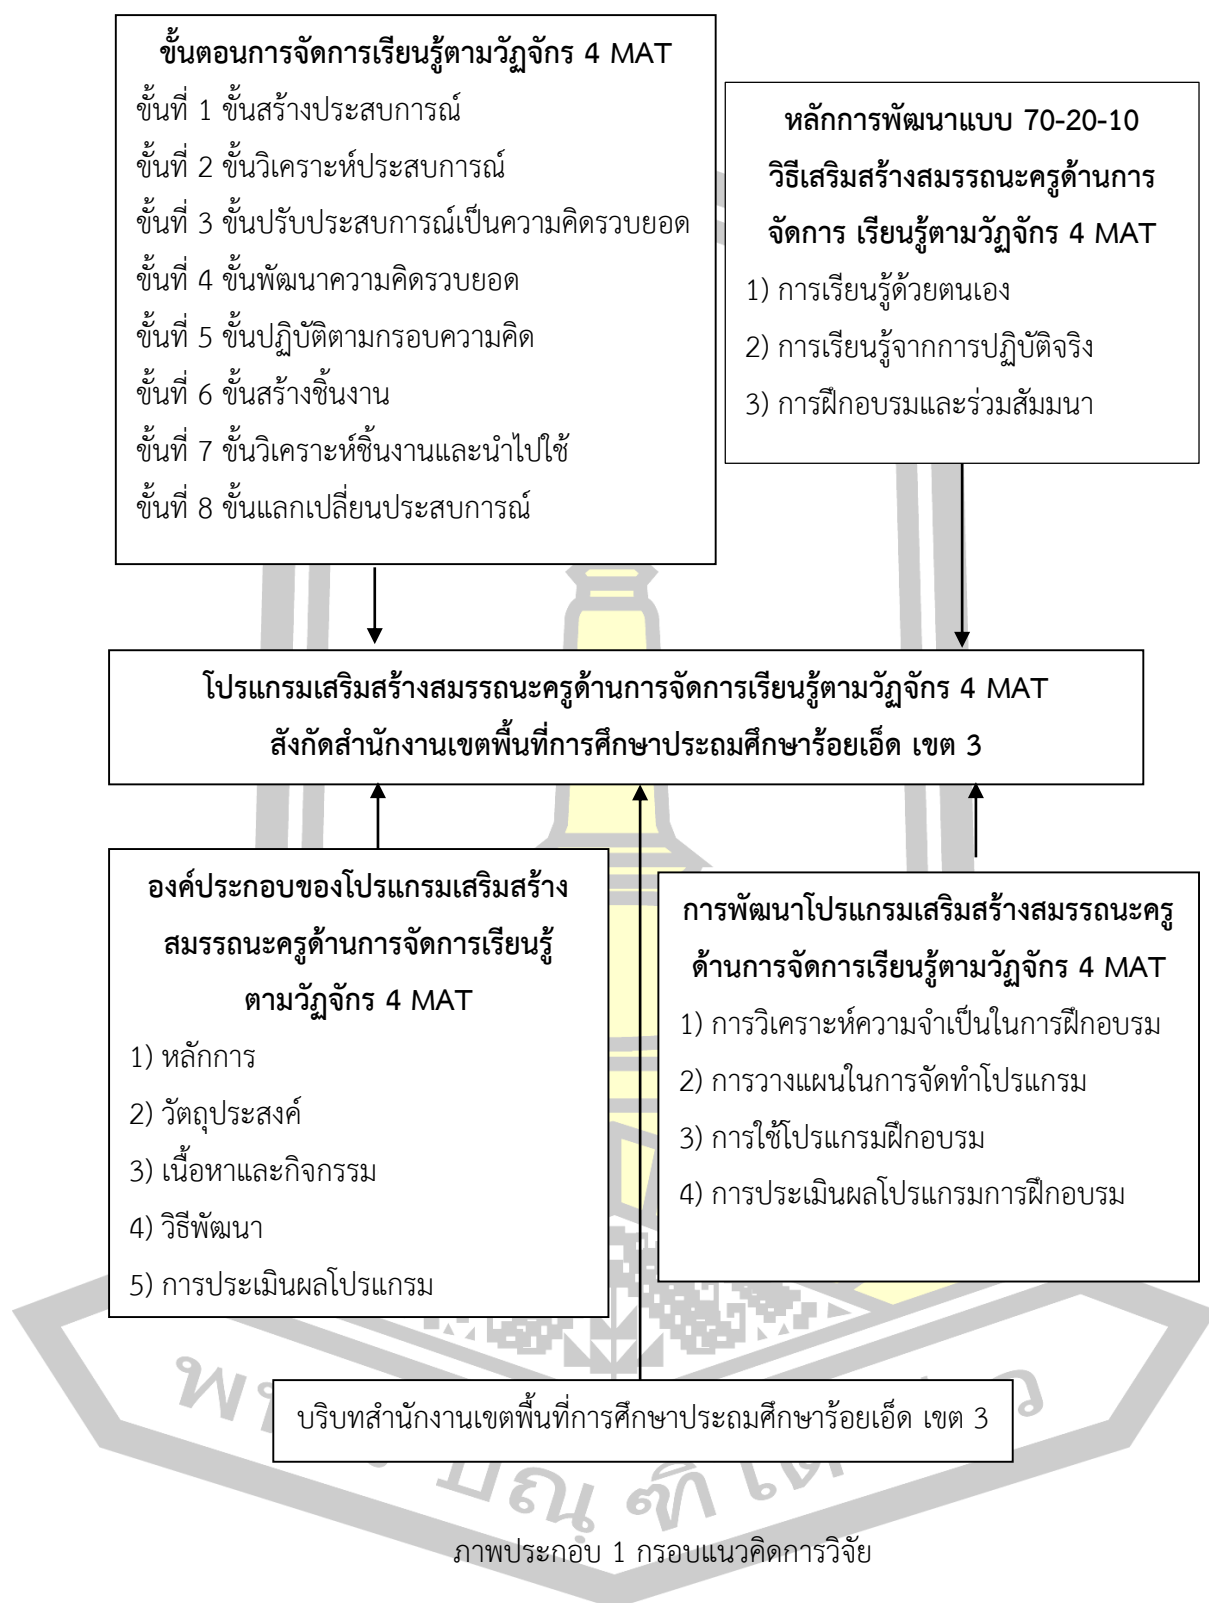 ขั้นตอนการจัดการเรียนรู้ตามวัฏจักร 4 MAT
ขั้นที่ 1 ขั้นสร้างประสบการณ์
ขั้นที่ 2 ขั้นวิเคราะห์ประสบการณ์
ขั้นที่ 3 ขั้นปรับประสบการณ์เป็นความคิดรวบยอด
ขั้นที่ 4 ขั้นพัฒนาความคิดรวบยอด
ขั้นที่ 5 ขั้นปฏิบัติตามกรอบความคิด
ขั้นที่ 6 ขั้นสร้างชิ้นงาน
ขั้นที่ 7 ขั้นวิเคราะห์ชิ้นงานและนำไปใช้
ขั้นที่ 8 ขั้นแลกเปลี่ยนประสบการณ์
หลักการพัฒนาแบบ 70-20-10
วิธีเสริมสร้างสมรรถนะครูด้านการ
จัดการ เรียนรู้ตามวัฏจักร 4 MAT
1) การเรียนรู้ด้วยตนเอง
2) การเรียนรู้จากการปฏิบัติจริง
3) การฝึกอบรมและร่วมสัมมนา
โปรแกรมเสริมสร้างสมรรถนะครูด้านการจัดการเรียนรู้ตามวัฏจักร 4 MAT
สังกัดสำนักงานเขตพื้นที่การศึกษาประถมศึกษาร้อยเอ็ด เขต 3
องค์ประกอบของโปรแกรมเสริมสร้าง
สมรรถนะครูด้านการจัดการเรียนรู้
ตามวัฏจักร 4 MAT
1) หลักการ
2) วัตถุประสงค์
3) เนื้อหาและกิจกรรม
4) วิธีพัฒนา
5) การประเมินผลโปรแกรม
การพัฒนาโปรแกรมเสริมสร้างสมรรถนะครู
ด้านการจัดการเรียนรู้ตามวัฏจักร 4 MAT
1) การวิเคราะห์ความจำเป็นในการฝึกอบรม
2) การวางแผนในการจัดทำโปรแกรม
3) การใช้โปรแกรมฝึกอบรม
4) การประเมินผลโปรแกรมการฝึกอบรม
บริบทสำนักงานเขตพื้นที่การศึกษาประถมศึกษาร้อยเอ็ด เขต 3
ภาพประกอบ 1 กรอบแนวคิดการวิจัย